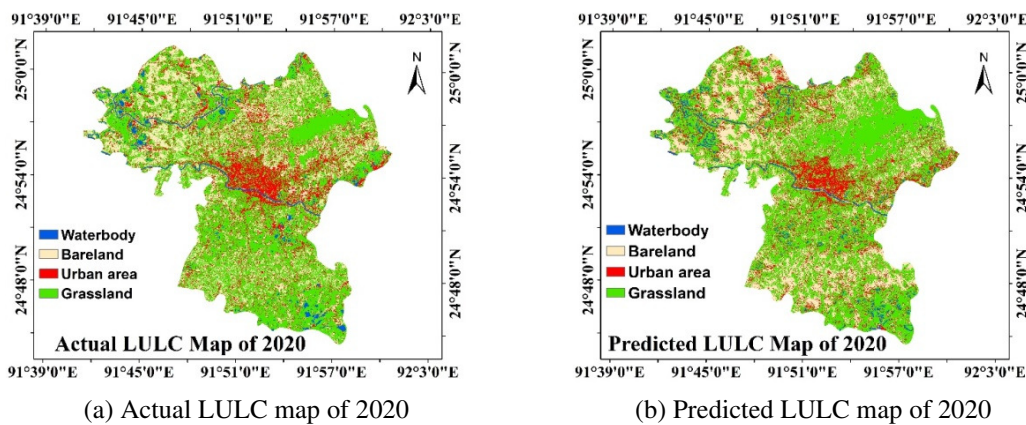 91°39'0"E 91°45'0"E 91°51'0"E 91°57'0"E 92°3'0"E
25°0'0"N
24°54'0"N
24°48'0"N
N
25°0'0"N
24°54'0"N
24°48'0"N
Waterbody
Bareland
Urban area
Grassland
Actual LULC Map of 2020
91°39'0"E 91°45'0"E 91°51'0"E 91°57'0"E 92°3'0"E
(a) Actual LULC map of 2020
91°39'0"E 91°45'0"E 91°51'0"E 91°57'0"E 92°3'0"E
25°0'0"N
24°54'0"N
24°48'0"N
N
25°0'0"N
24°54'0"N
24°48'0"N
Waterbody
Bareland
Urban area
Grassland
Predicted LULC Map of 2020
91°39'0"E 91°45'0"E 91°51'0"E 91°57'0"E 92°3'0"E
(b) Predicted LULC map of 2020